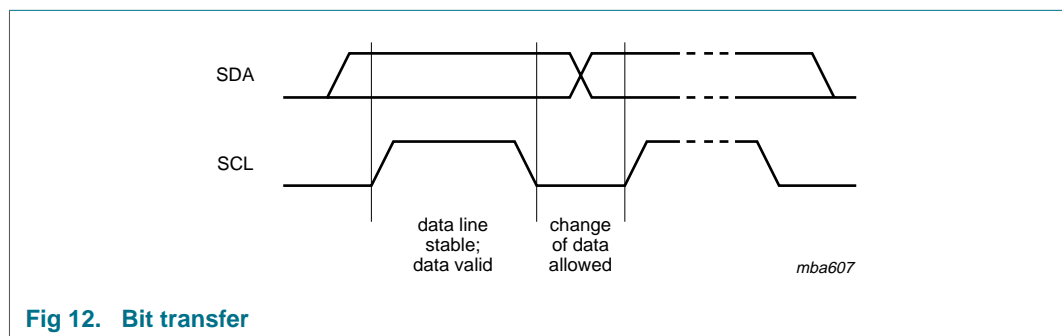 SDA
SCL
data line
stable;
data valid
change
of data
allowed
mba607
Fig 12. Bit transfer